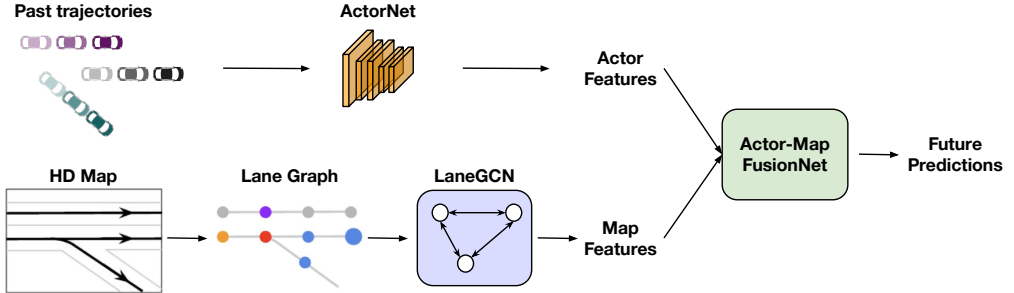 Past trajectories
ActorNet
Actor
Features
Actor-Map
FusionNet
Future
Predictions
HD Map
Lane Graph
LaneGCN
Map
Features